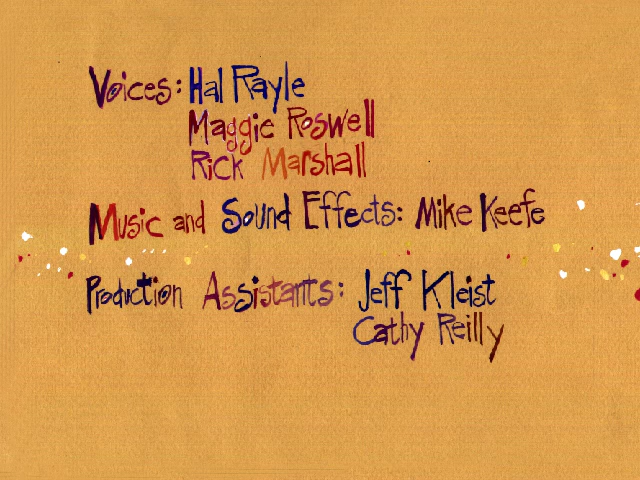 Voices: Hal Rayle
Maggie Roswell
Rick Marshall
Music and Sound Effects: Mike Keefe
Production Assistants: Jeff Kleist
Cathy Reilly